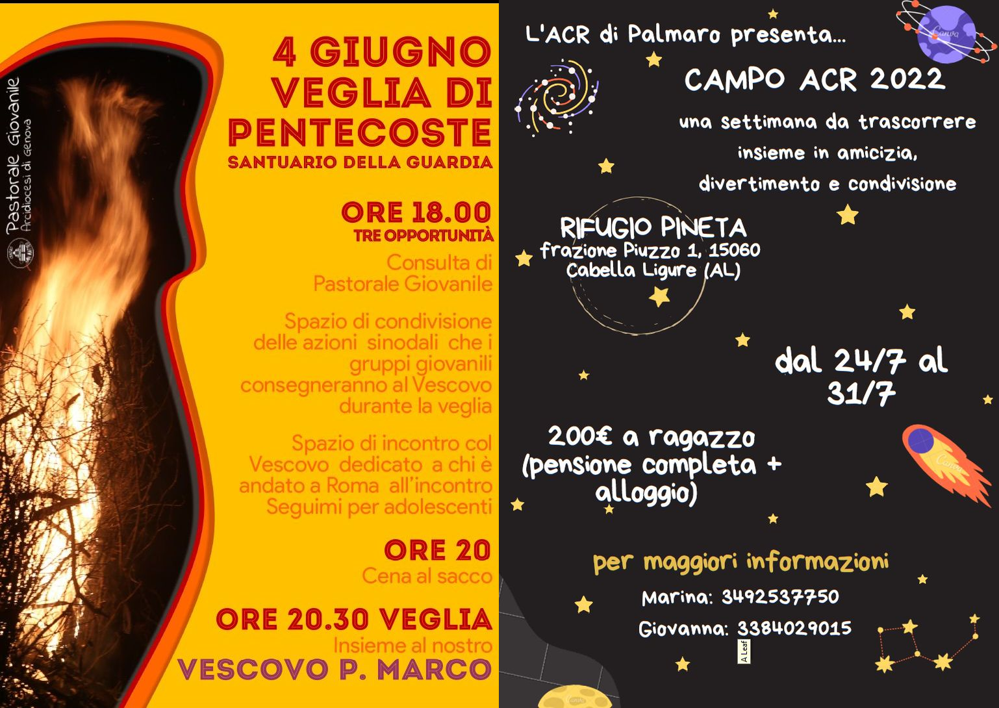 4 GIUGNO
VEGLIA DI
PENTECOSTE
SANTUARIO DELLA GUARDIA
ORE 18.00
TRE OPPORTUNITÀ
Consulta di
Pastorale Giovanile
Spazio di condivisione
delle azioni sinodali che i
gruppi giovanili
consegneranno al Vescovo
durante la veglia
Spazio di incontro col
Vescovo dedicato a chi è
andato a Roma all'incontro
Seguimi per adolescenti
ORE 20
Cena al sacco
ORE 20.30 VEGLIA
Insieme al nostro
VESCOVO P. MARCO
Pastorale Giovanile
Arcidiocesi di Genova
L'ACR di Palmaro presenta...
CAMPO ACR 2022
una settimana da trascorrere
insieme in amicizia,
divertimento e condivisione
RIFUGIO PINETA
frazione Piuzzo 1, 15060
Cabella Ligure (AL)
dal 24/7 al
31/7
200€ a ragazzo
(pensione completa +
alloggio)
per maggiori informazioni
Marina: 3492537750
Giovanna: 3384029015
A Leaf
Canva
Canva
Canva